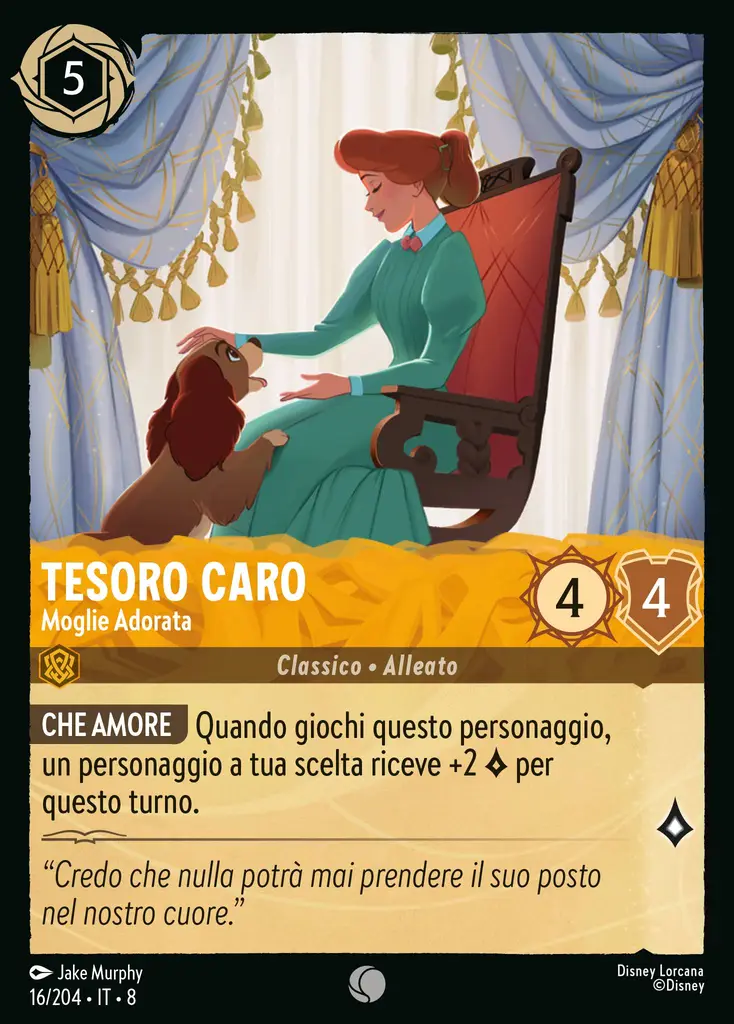 5
TESORO CARO
Moglie Adorata
4
4
Classico • Alleato
CHE AMORE Quando giochi questo personaggio,
un personaggio a tua scelta riceve +2 per
questo turno.
“Credo che nulla potrà mai prendere il suo posto
nel nostro cuore.”
Jake Murphy
16/204 • IT • 8
Disney Lorcana
©Disney